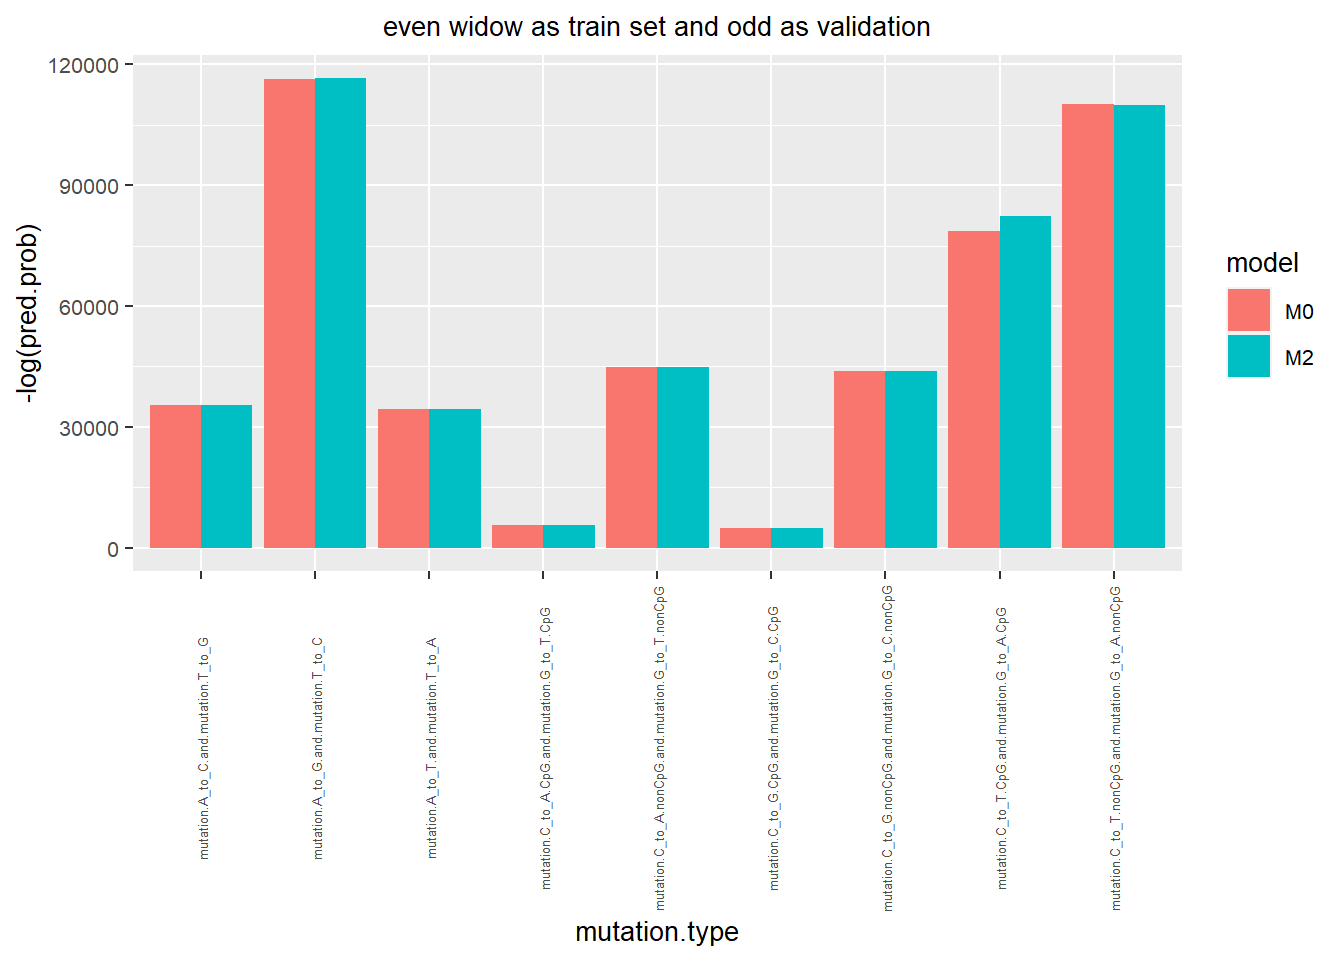 even widow as train set and odd as validation
120000
90000
60000
30000
0
-log(pred.prob)
mutation.A_to_C.and.mutation.T_to_G
mutation.A_to_G.and.mutation.T_to_C
mutation.A_to_T.and.mutation.T_to_A
mutation.C_to_A.CpG.and.mutation.G_to_T.CpG
mutation.C_to_A.nonCpG.and.mutation.G_to_T.nonCpG
mutation.C_to_G.CpG.and.mutation.G_to_C.CpG
mutation.C_to_G.nonCpG.and.mutation.G_to_C.nonCpG
mutation.C_to_T.CpG.and.mutation.G_to_A.CpG
mutation.C_to_T.nonCpG.and.mutation.G_to_A.nonCpG
mutation.type
model
M0
M2